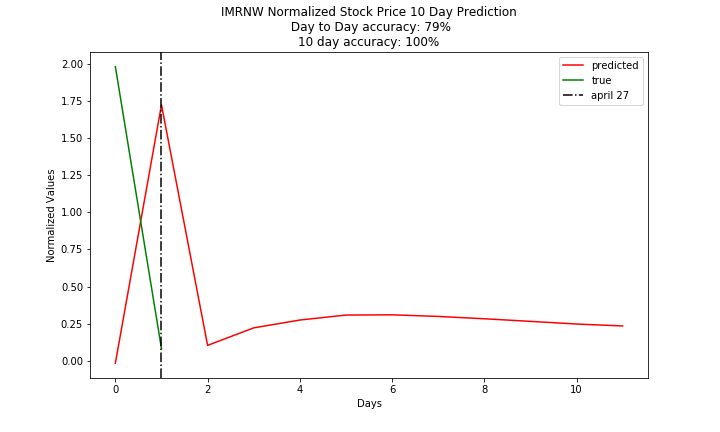 IMRNW Normalized Stock Price 10 Day Prediction
Day to Day accuracy: 79%
10 day accuracy: 100%
predicted
true
april 27
Normalized Values
2.00
1.75
1.50
1.25
1.00
0.75
0.50
0.25
0.00
0 2 4 6 8 10
Days